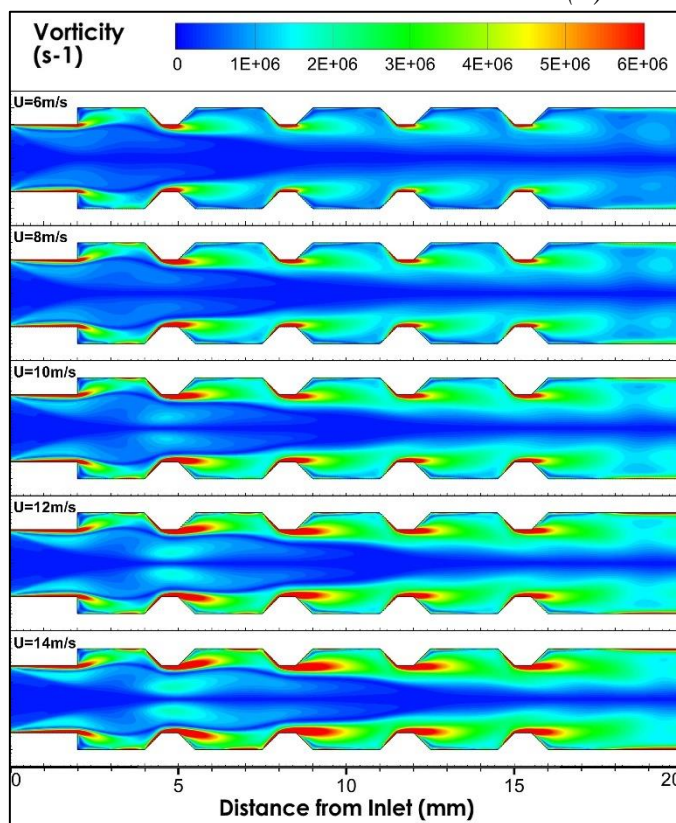 Vorticity
(s-1)
0 1E+06 2E+06 3E+06 4E+06 5E+06 6E+06
U=6m/s
U=8m/s
U=10m/s
U=12m/s
U=14m/s
0 5 10 15 20
Distance from Inlet (mm)